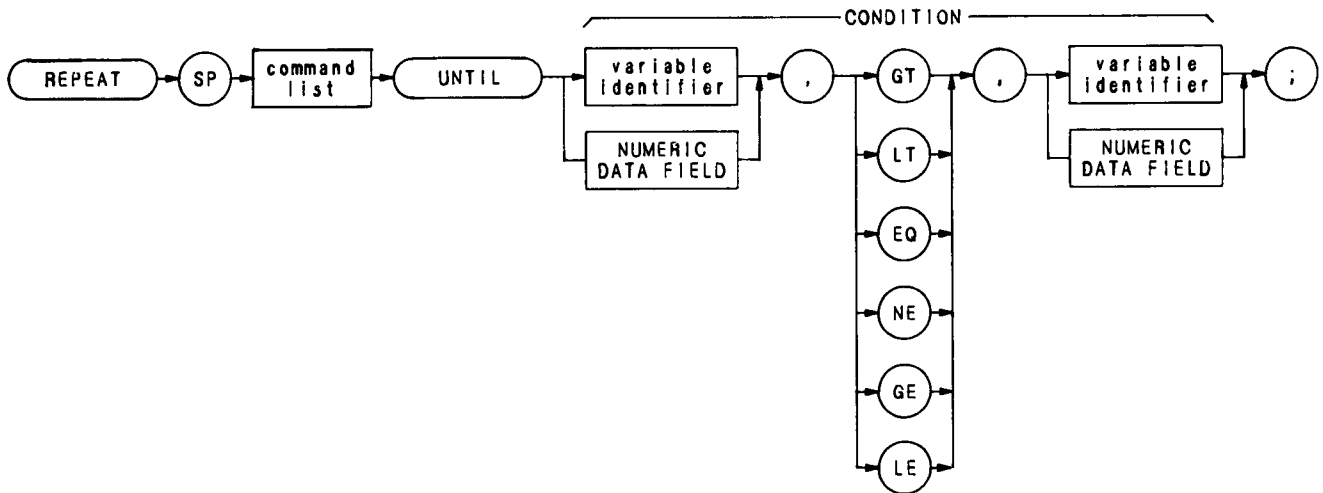 CONDITION
REPEAT
SP
command
list
UNTIL
variable
identifier
NUMERIC
DATA FIELD
,
GT
LT
EQ
NE
GE
LE
,
variable
identifier
NUMERIC
DATA FIELD
;